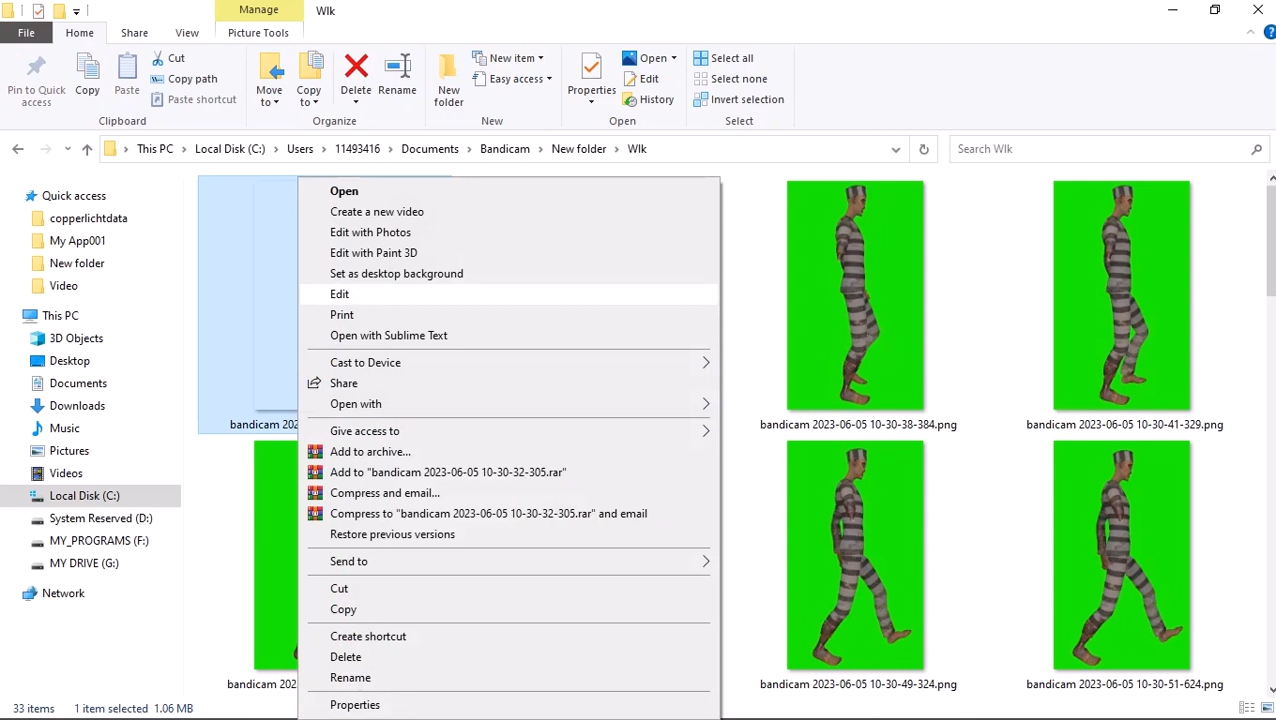 Manage
Wlk
File
Home
Share
View
Picture Tools
Pin to Quick access
Copy
Paste
Cut
Copy path
Paste shortcut
Move to
Copy to
Delete
Rename
New folder
New item
Easy access
Properties
Open
Edit
History
Select all
Select none
Invert selection
Clipboard
Organize
New
Open
Select
This PC
Local Disk (C:)
Users
11493416
Documents
Bandicam
New folder
Wlk
Search Wlk
Quick access
copperlichtdata
My App001
New folder
Video
This PC
3D Objects
Desktop
Documents
Downloads
Music
Pictures
Videos
Local Disk (C:)
System Reserved (D:)
MY_PROGRAMS (F:)
MY DRIVE (G:)
Network
Open
Create a new video
Edit with Photos
Edit with Paint 3D
Set as desktop background
Edit
Print
Open with Sublime Text
Cast to Device
Share
Open with
Give access to
Add to archive...
Add to "bandicam 2023-06-05 10-30-32-305.rar"
Compress and email...
Compress to "bandicam 2023-06-05 10-30-32-305.rar" and email
Restore previous versions
Send to
Cut
Copy
Create shortcut
Delete
Rename
Properties
bandicam 202
bandicam 2023-06-05 10-30-38-384.png
bandicam 2023-06-05 10-30-41-329.png
bandicam 202
bandicam 2023-06-05 10-30-49-324.png
bandicam 2023-06-05 10-30-51-624.png
33 items
1 item selected 1.06 MB